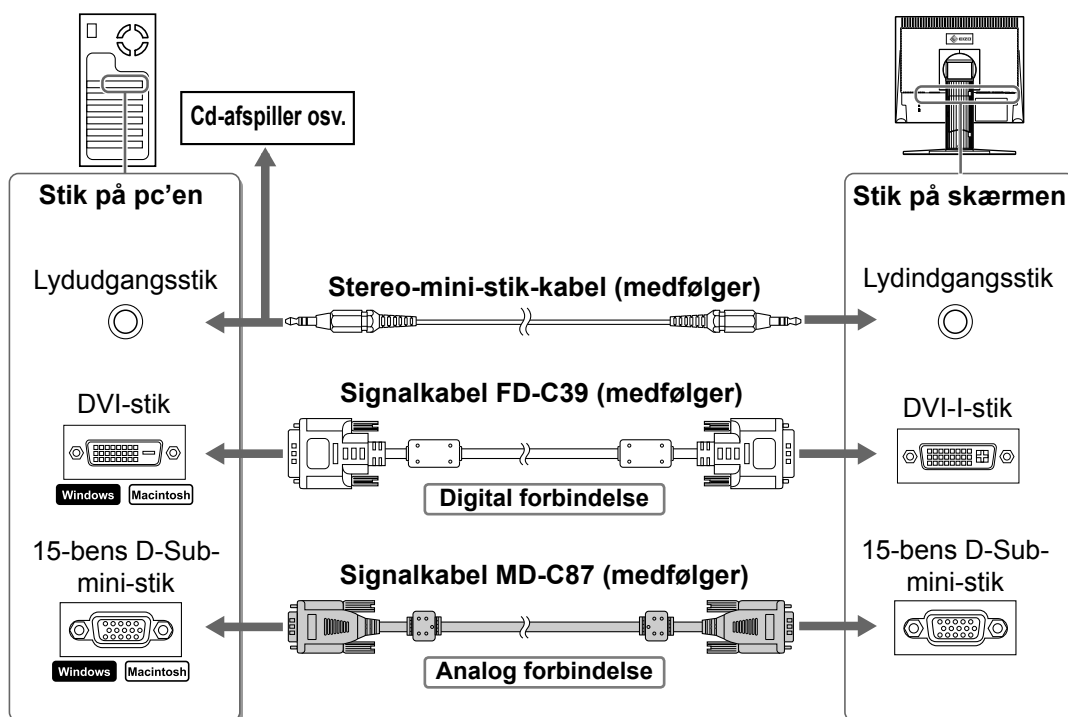 Cd-afspiller osv.
Stik på pc'en
Stik på skærmen
Lydudgangsstik
Stereo-mini-stik-kabel (medfølger)
Lydindgangsstik
DVI-stik
Signalkabel FD-C39 (medfølger)
DVI-I-stik
Windows Macintosh
Digital forbindelse
15-bens D-Sub-
mini-stik
Signalkabel MD-C87 (medfølger)
15-bens D-Sub-
mini-stik
Windows Macintosh
Analog forbindelse